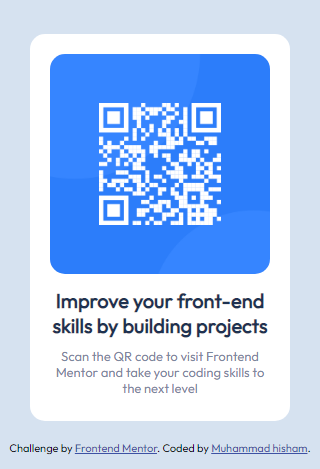 Improve your front-end
skills by building projects
Scan the QR code to visit Frontend
Mentor and take your coding skills to
the next level
Challenge by Frontend Mentor. Coded by Muhammad hisham.